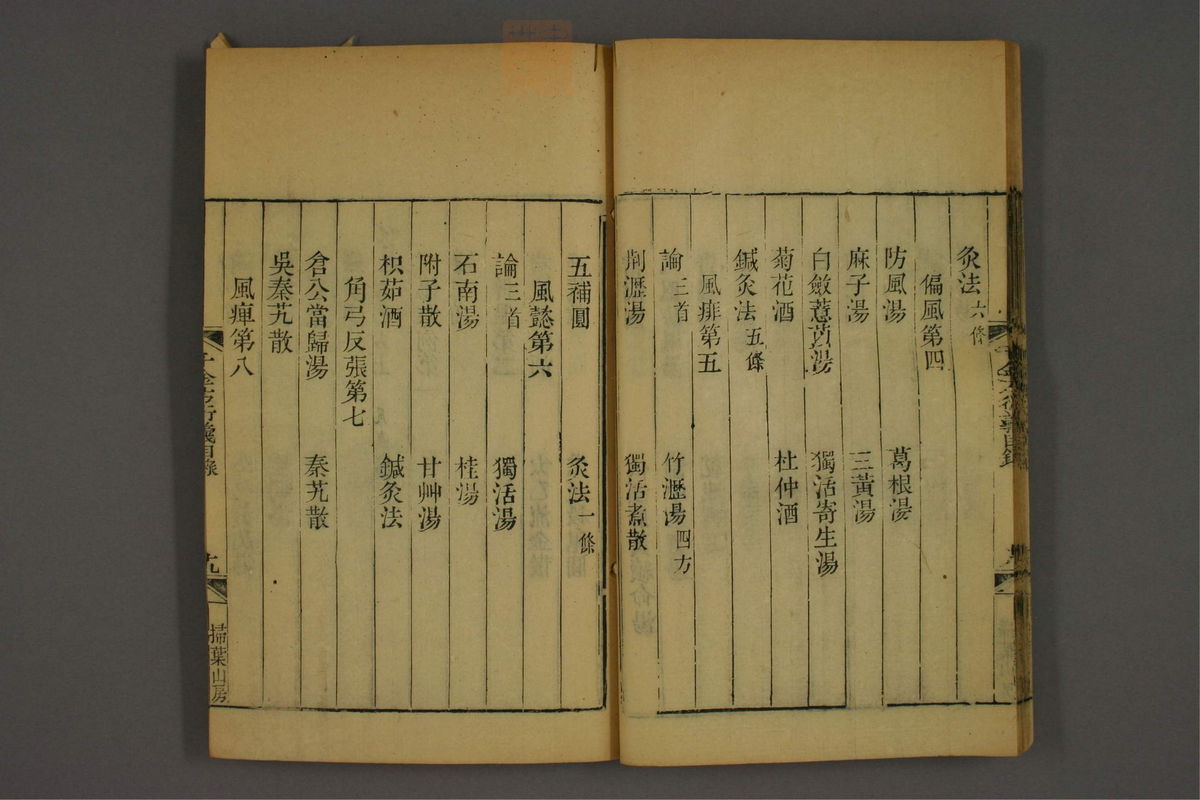 灸法六條
偏風第四
防風湯 葛根湯
麻子湯 三黃湯
白斂薏苡湯 獨活寄生湯
菊花酒 杜仲酒
鍼灸法五條
風痱第五
論三首 竹瀝湯四方
荆瀝湯 獨活煮散
五補圓 灸法一條
風懿第六
論三首 獨活湯
石南湯 桂湯
附子散 甘艸湯
枳茹酒 鍼灸法
角弓反張第七
倉公當歸湯 秦艽散
吳秦艽散
風痺第八
千金方衍義目錄 十九 掃葉山房